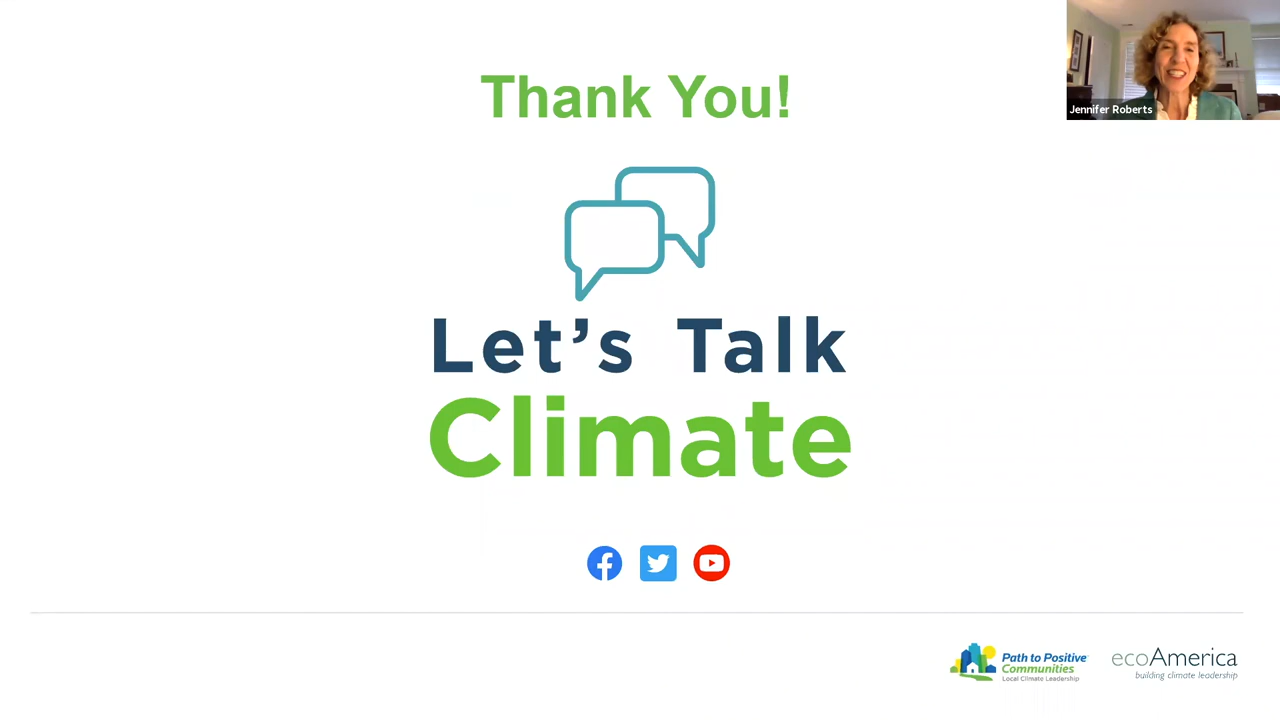 Thank You!
Jennifer Roberts
Let's Talk
Climate
Path to Positive
Communities
Local Climate Leadership
ecoAmerica
building climate leadership